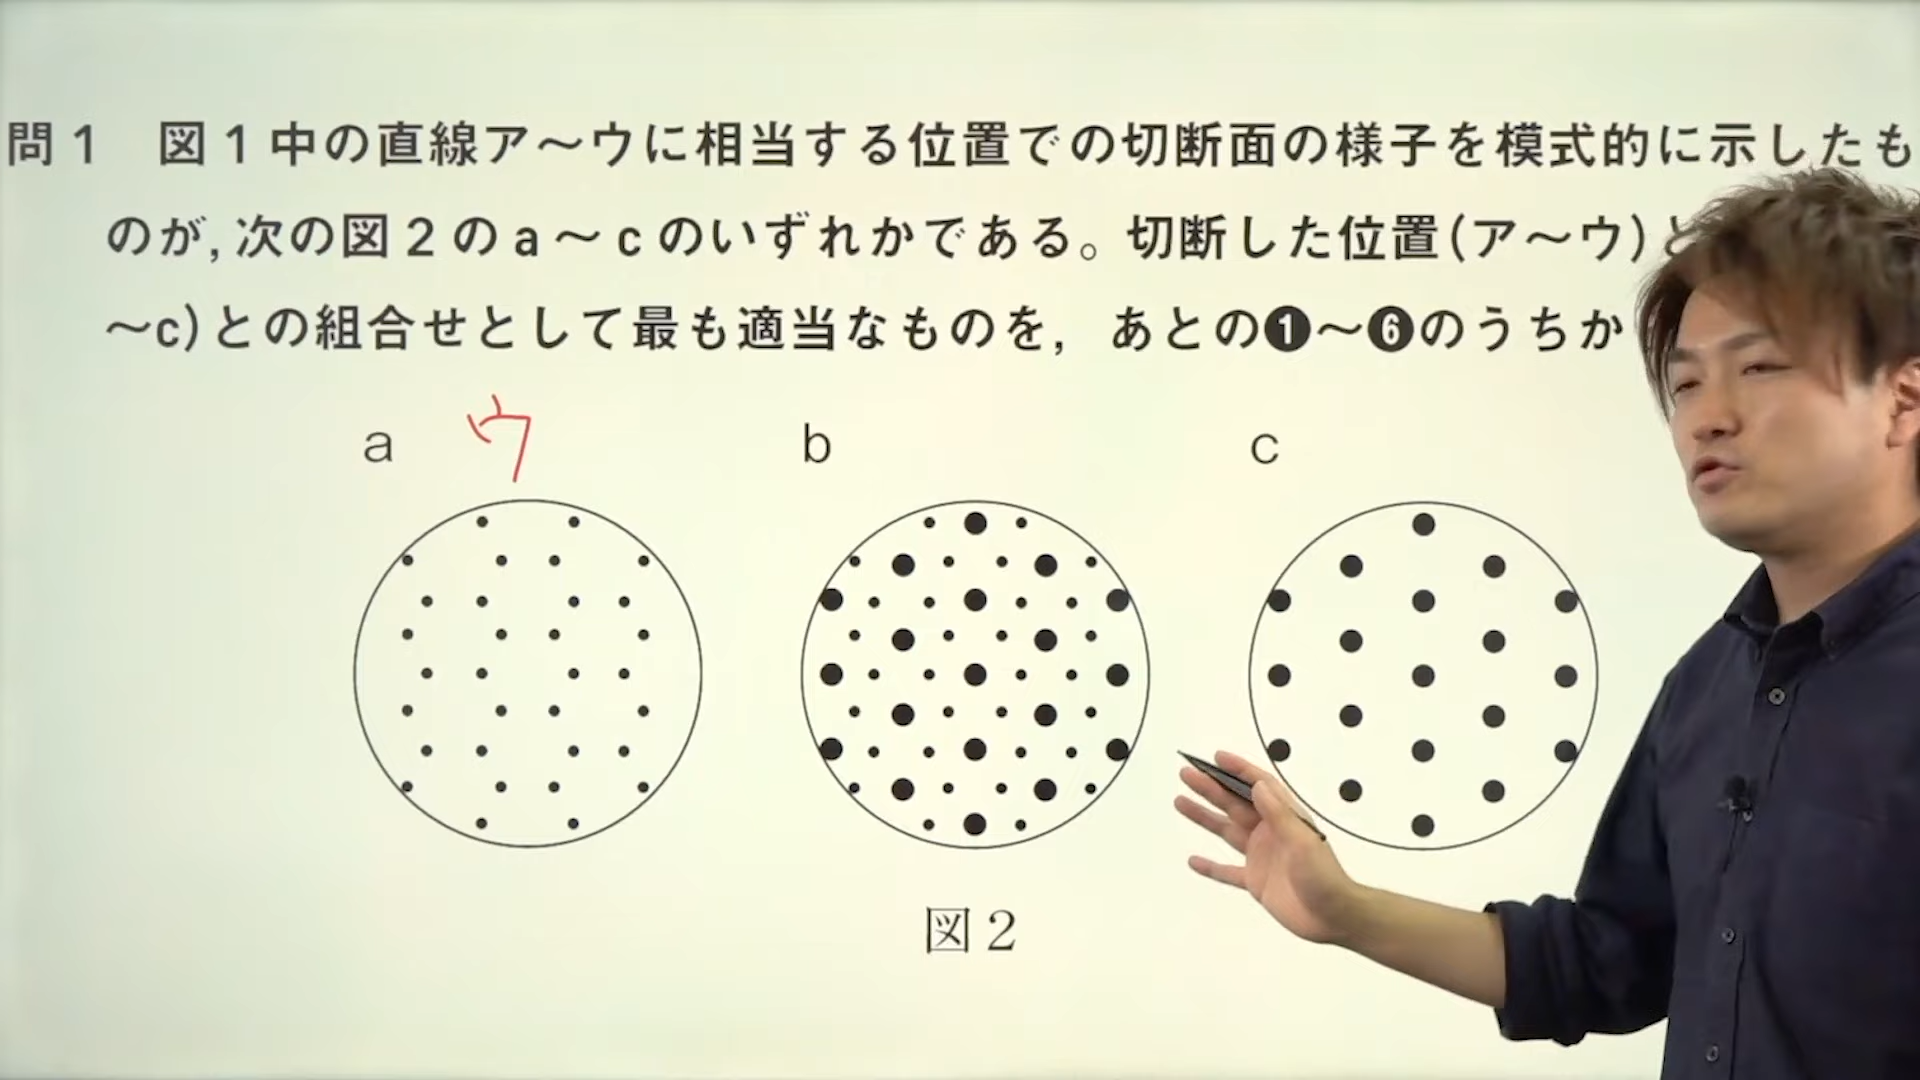 問1 図1中の直線ア～ウに相当する位置での切断面の様子を模式的に示したも
のが,次の図2のa～cのいずれかである。切断した位置(ア～ウ)と
～c)との組合せとして最も適当なものを, あとの❶～❻のうちか
ウ
a b c
図2